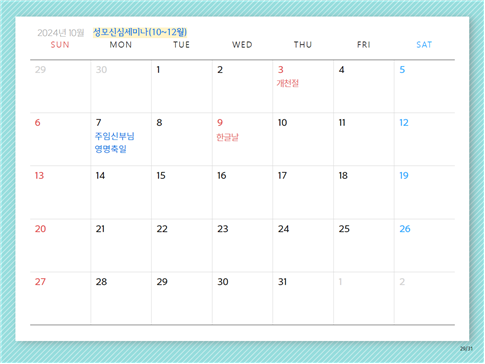 2024년 10월 성모신심세미나(10~12월)
SUN MON TUE WED THU FRI SAT
29 30 1 2 3 4 5
개천절
6 7 8 9 10 11 12
주임신부님 한글날
영명축일
13 14 15 16 17 18 19
20 21 22 23 24 25 26
27 28 29 30 31 1 2
29/31